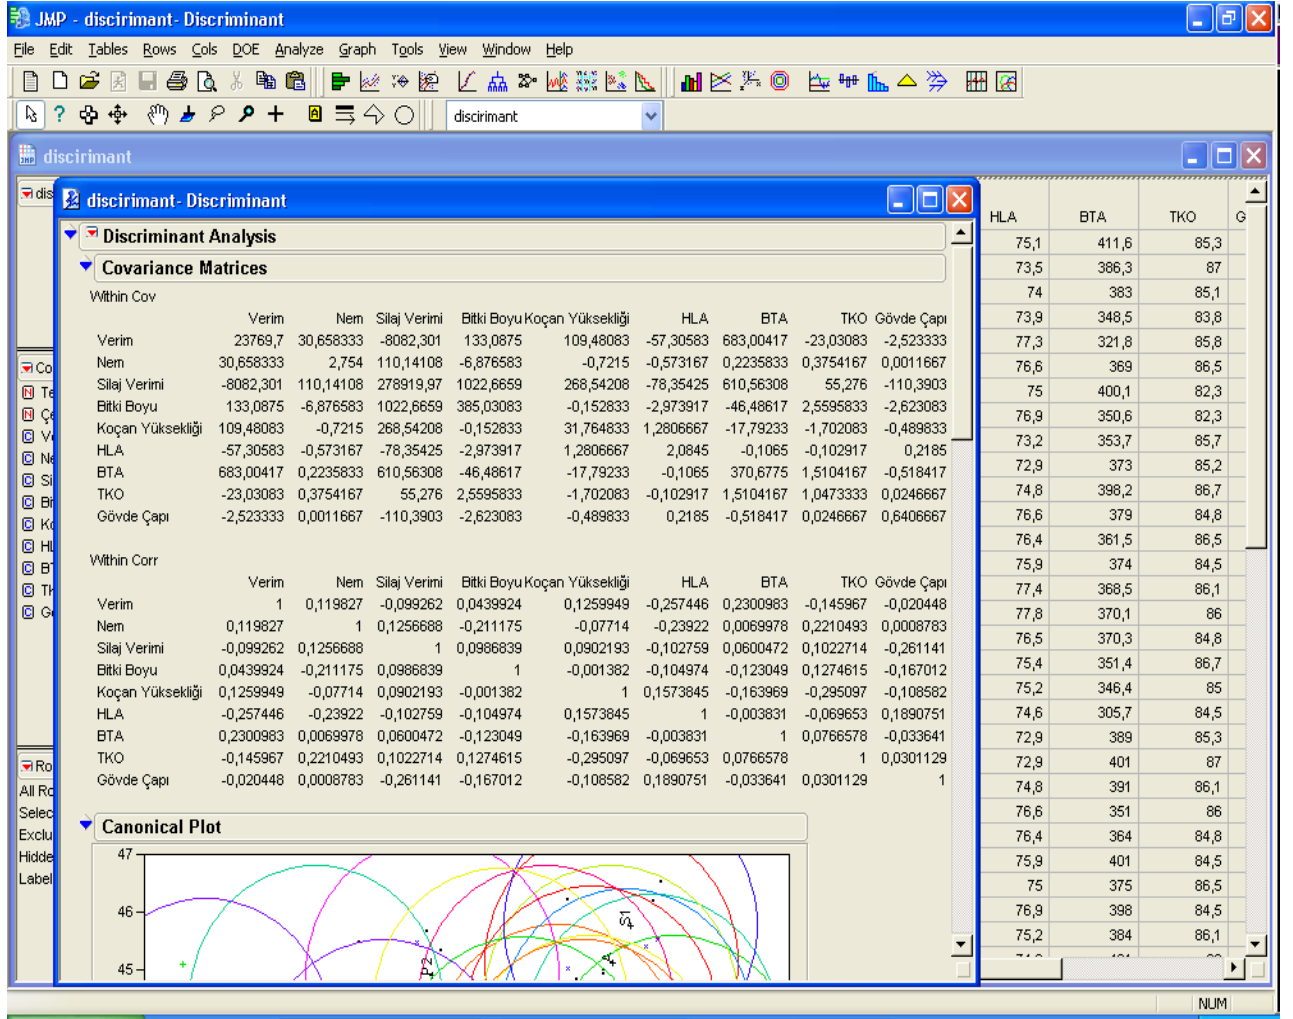 JMP - discirimant- Discriminant
File Edit Tables Rows Cols DOE Analyze Graph Tools View Window Help
discirimant
discirimant
discirimant- Discriminant
Discriminant Analysis
Covariance Matrices
Within Cov
Verim Nem Silaj Verimi Bitki Boyu Koçan Yüksekliği HLA BTA TKO Gövde Çapı
Verim 23769,7 30,658333 -8082,301 133,0875 109,48083 -57,30583 683,00417 -23,03083 -2,523333
Nem 30,658333 2,754 110,14108 -6,876583 -0,7215 -0,573167 0,2235833 0,3754167 0,0011667
Silaj Verimi -8082,301 110,14108 278919,97 1022,6659 268,54208 -78,35425 610,56308 55,276 -110,3903
Bitki Boyu 133,0875 -6,876583 1022,6659 385,03083 -0,152833 -2,973917 -46,48617 2,5595833 -2,623083
Koçan Yüksekliği 109,48083 -0,7215 268,54208 -0,152833 31,764833 1,2806667 -17,79233 -1,702083 -0,489833
HLA -57,30583 -0,573167 -78,35425 -2,973917 1,2806667 2,0845 -0,1065 -0,102917 0,2185
BTA 683,00417 0,2235833 610,56308 -46,48617 -17,79233 -0,1065 370,6775 1,5104167 -0,518417
TKO -23,03083 0,3754167 55,276 2,5595833 -1,702083 -0,102917 1,5104167 1,0473333 0,0246667
Gövde Çapı -2,523333 0,0011667 -110,3903 -2,623083 -0,489833 0,2185 -0,518417 0,0246667 0,6406667
Within Corr
Verim Nem Silaj Verimi Bitki Boyu Koçan Yüksekliği HLA BTA TKO Gövde Çapı
Verim 1 0,119827 -0,099262 0,0439924 0,1259949 -0,257446 0,2300983 -0,145967 -0,020448
Nem 0,119827 1 0,1256688 -0,211175 -0,07714 -0,23922 0,0069978 0,2210493 0,0008783
Silaj Verimi -0,099262 0,1256688 1 0,0986839 0,0902193 -0,102759 0,0600472 0,1022714 -0,261141
Bitki Boyu 0,0439924 -0,211175 0,0986839 1 -0,001382 -0,104974 -0,123049 0,1274615 -0,167012
Koçan Yüksekliği 0,1259949 -0,07714 0,0902193 -0,001382 1 0,1573845 -0,163969 -0,295097 -0,108582
HLA -0,257446 -0,23922 -0,102759 -0,104974 0,1573845 1 -0,003831 -0,069653 0,1890751
BTA 0,2300983 0,0069978 0,0600472 -0,123049 -0,163969 -0,003831 1 0,0766578 -0,033641
TKO -0,145967 0,2210493 0,1022714 0,1274615 -0,295097 -0,069653 0,0766578 1 0,0301129
Gövde Çapı -0,020448 0,0008783 -0,261141 -0,167012 -0,108582 0,1890751 -0,033641 0,0301129 1
Canonical Plot
47
46
45
HLA BTA TKO G
75,1 411,6 85,3
73,5 386,3 87
74 383 85,1
73,9 348,5 83,8
77,3 321,8 85,8
76,6 369 86,5
75 400,1 82,3
76,9 350,6 82,3
73,2 353,7 85,7
72,9 373 85,2
74,8 398,2 86,7
76,6 379 84,8
76,4 361,5 86,5
75,9 374 84,5
77,4 368,5 86,1
77,8 370,1 86
76,5 370,3 84,8
75,4 351,4 86,7
75,2 346,4 85
74,6 305,7 84,5
72,9 389 85,3
72,9 401 87
74,8 391 86,1
76,6 351 86
76,4 364 84,8
75,9 401 84,5
75 375 86,5
76,9 398 84,5
75,2 384 86,1
dis
Co
Te
Çe
Ve
Ne
Si
Bit
Ko
HL
BT
TK
Gö
Ro
All Ro
Selec
Exclu
Hidde
Label
NUM